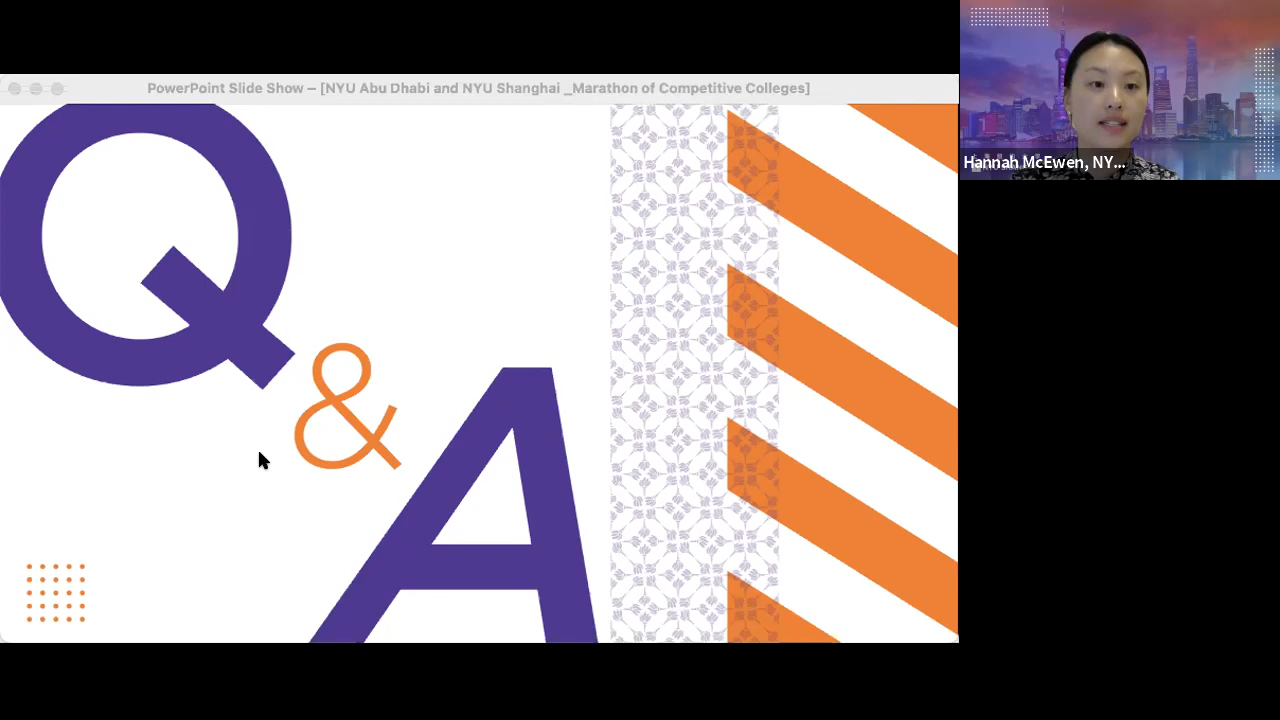 PowerPoint Slide Show – [NYU Abu Dhabi and NYU Shanghai _Marathon of Competitive Colleges]
Hannah McEwen, NY...
Q
&
A